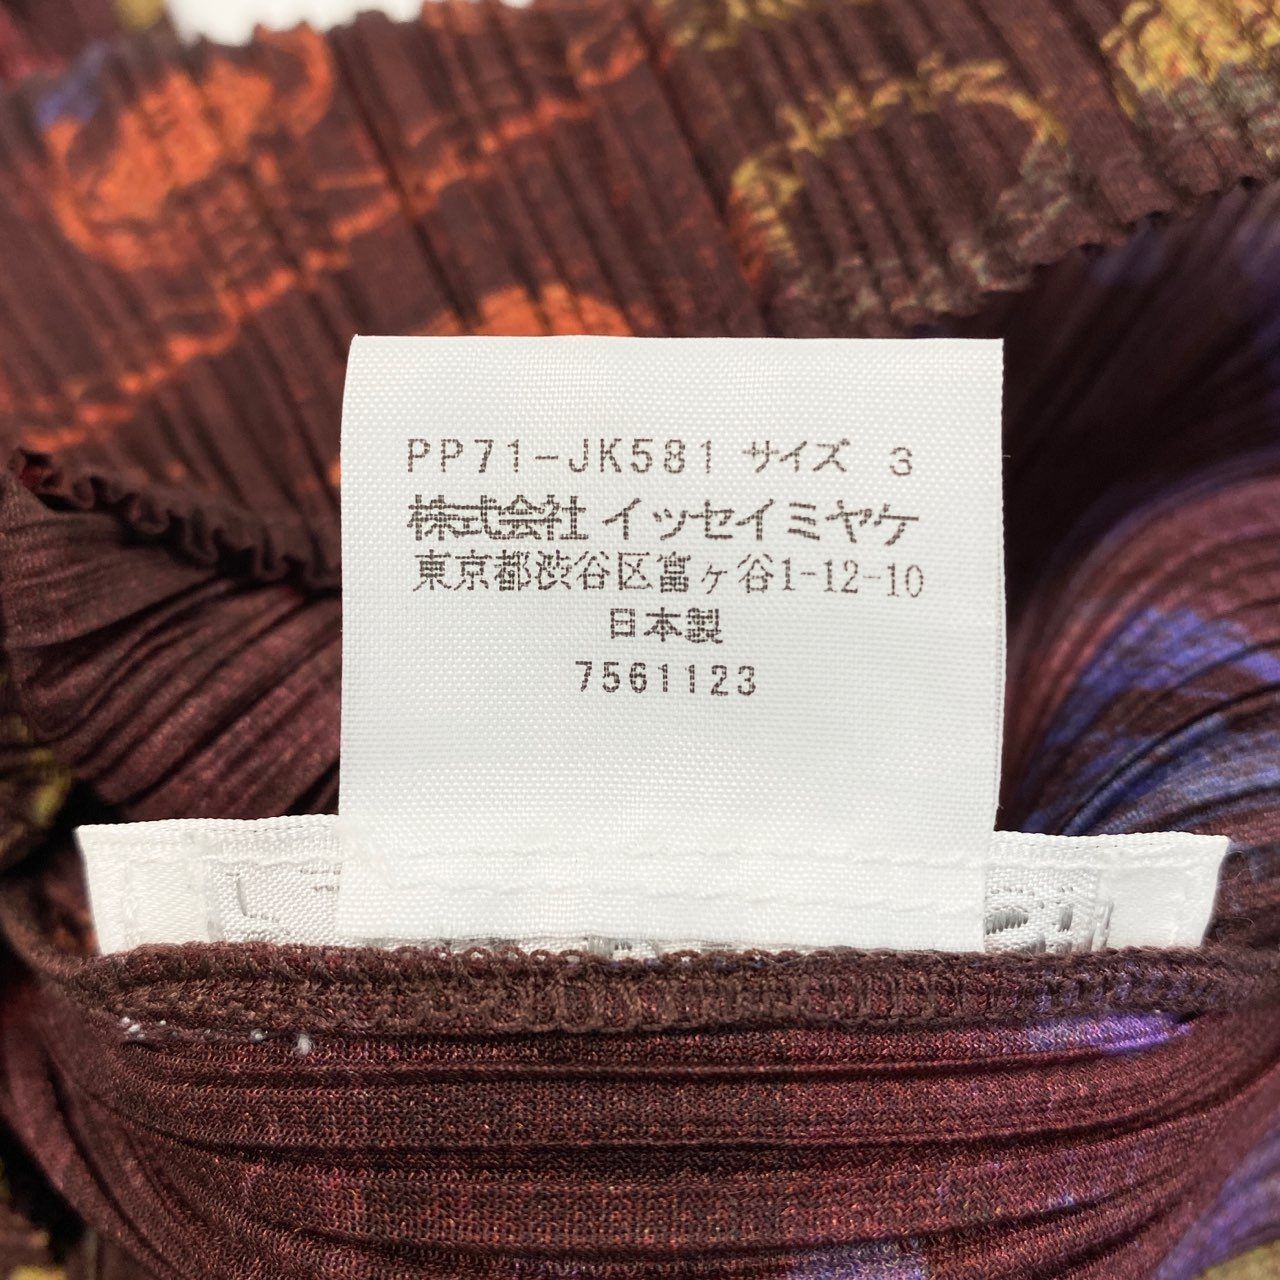 PP71-JK581 サイズ 3
株式会社 イッセイミヤケ
東京都渋谷区富ヶ谷1-12-10
日本製
7561123